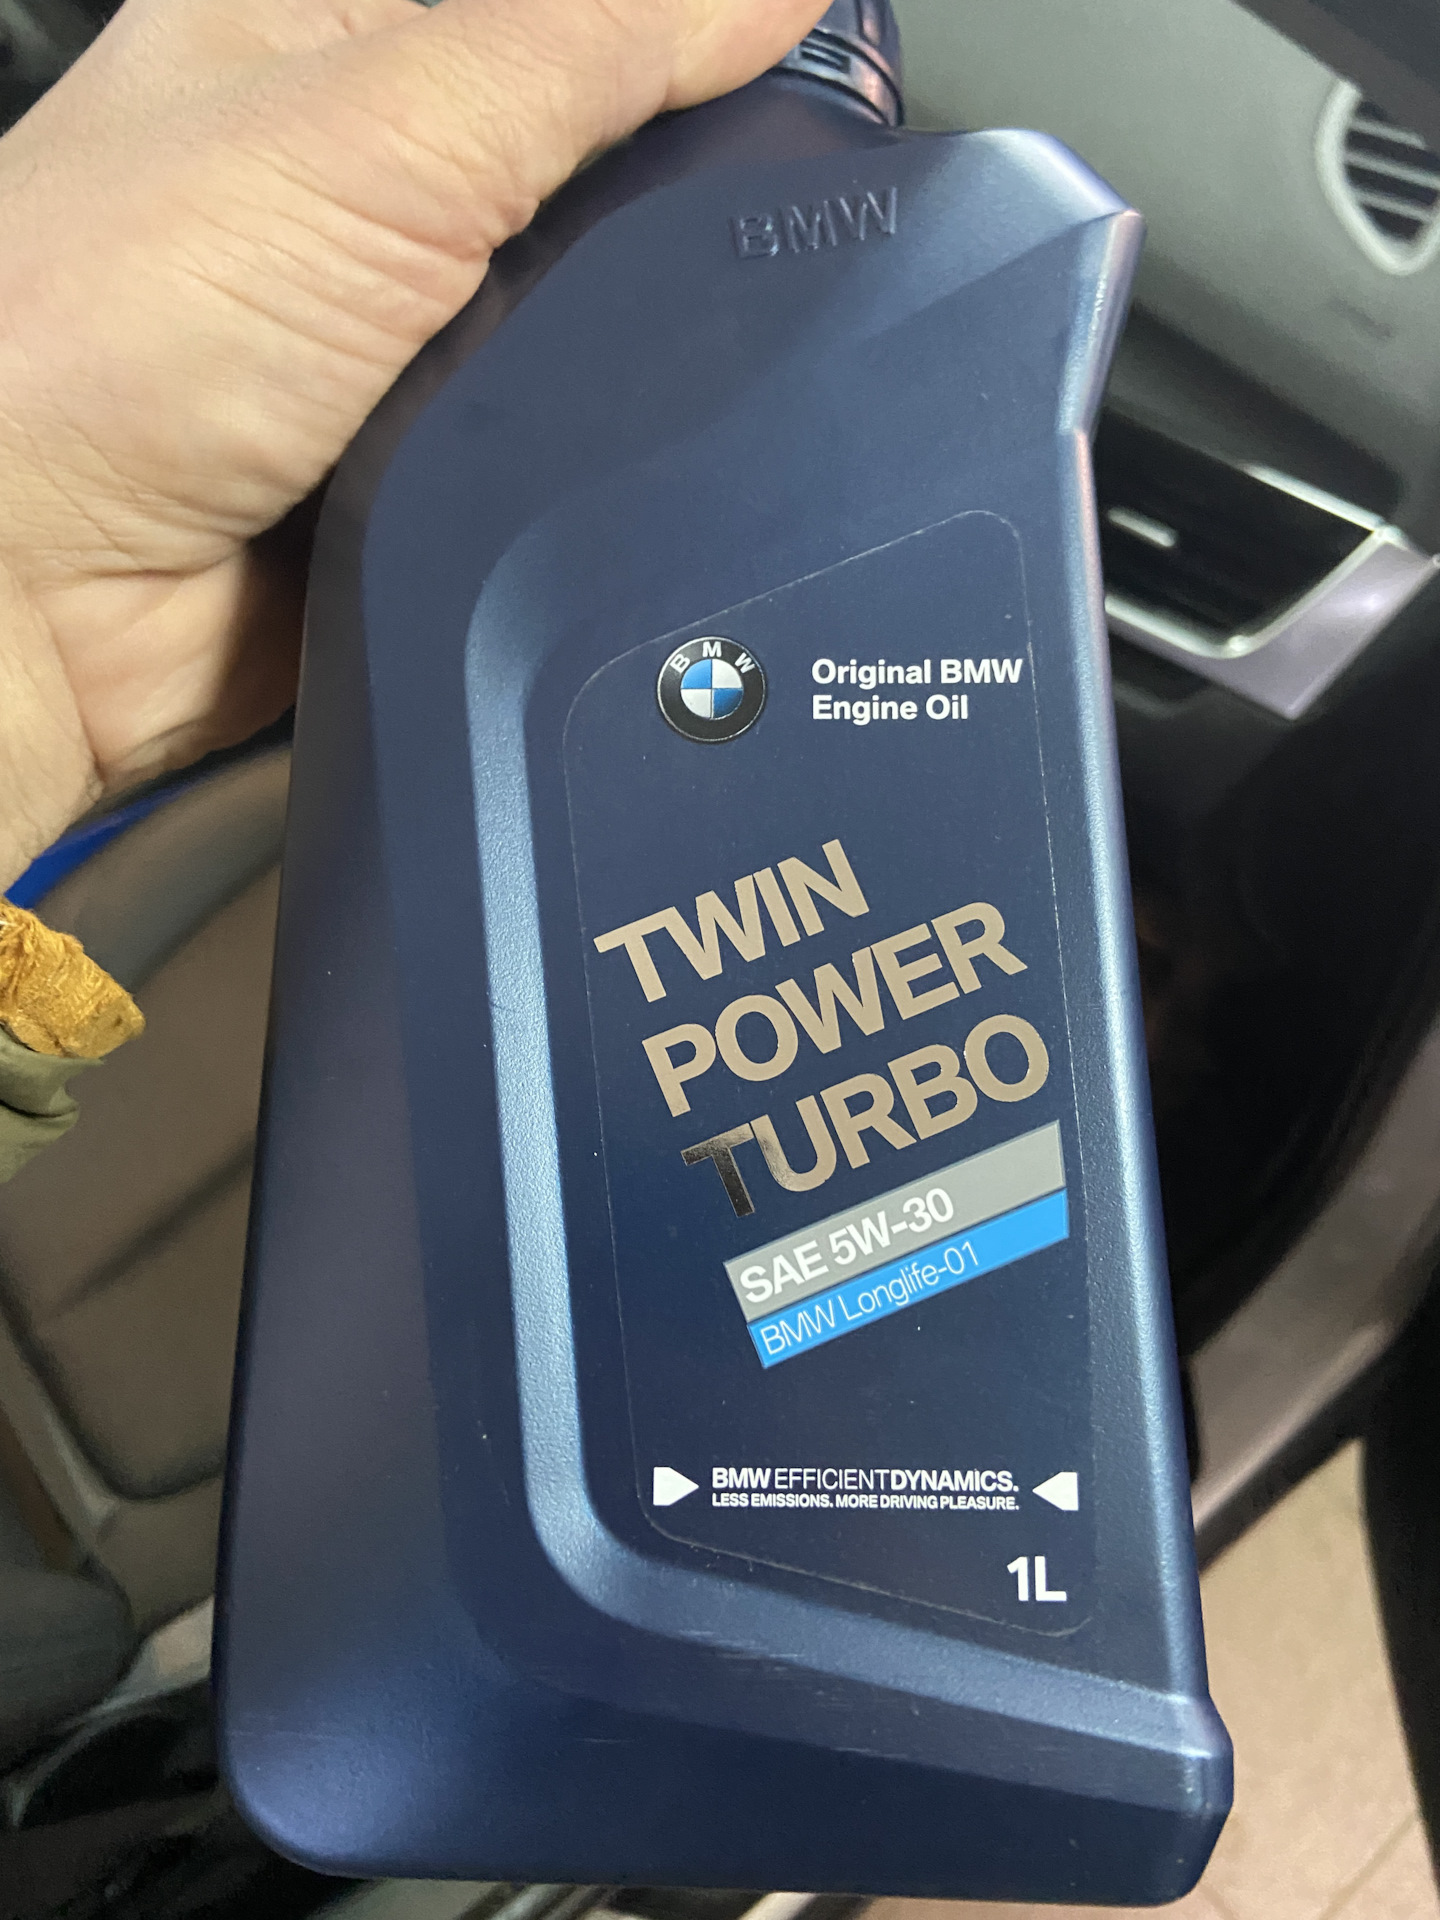 BMW
BMW
Original BMW
Engine Oil
TWIN
POWER
TURBO
SAE 5W-30
BMW Longlife-01
BMW EFFICIENTDYNAMICS.
LESS EMISSIONS. MORE DRIVING PLEASURE.
1L